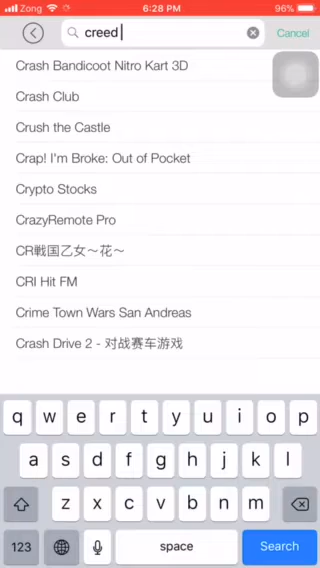 Zong 6:28 PM 96%
creed Cancel
Crash Bandicoot Nitro Kart 3D
Crash Club
Crush the Castle
Crap! I'm Broke: Out of Pocket
Crypto Stocks
CrazyRemote Pro
CR戦国乙女～花～
CRI Hit FM
Crime Town Wars San Andreas
Crash Drive 2 - 对战赛车游戏
q w e r t y u i o p
a s d f g h j k l
z x c v b n m
123 space Search